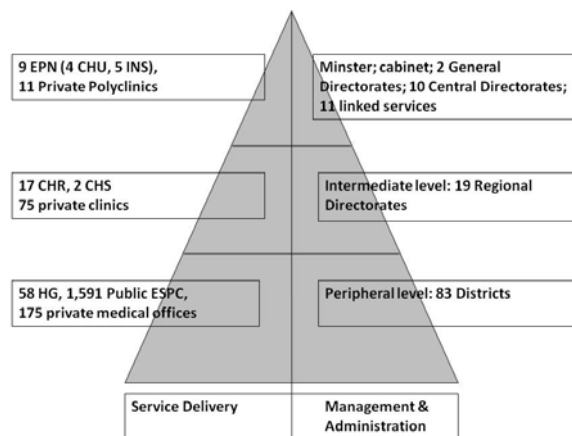 9 EPN (4 CHU, 5 INS),
11 Private Polyclinics
Minster; cabinet; 2 General
Directorates; 10 Central Directorates;
11 linked services
17 CHR, 2 CHS
75 private clinics
Intermediate level: 19 Regional
Directorates
58 HG, 1,591 Public ESPC,
175 private medical offices
Peripheral level: 83 Districts
Service Delivery
Management &
Administration